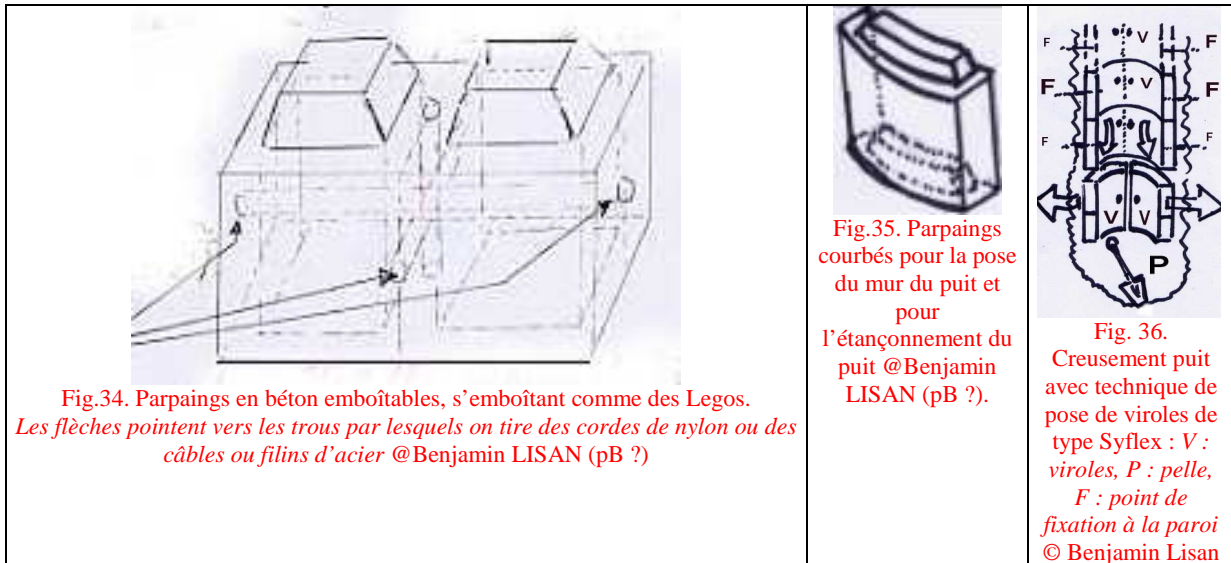 Fig.34. Parpaings en béton emboîtables, s’emboîtant comme des Legos.
Les flèches pointent vers les trous par lesquels on tire des cordes de nylon ou des
câbles ou filins d’acier @Benjamin LISAN (pB ?)
Fig.35. Parpaings
courbés pour la pose
du mur du puit et
pour
l’étançonnement du
puit @Benjamin
LISAN (pB ?).
V
F
F
V
F
F
F
F
V
V
P
Fig. 36.
Creusement puit
avec technique de
pose de viroles de
type Syflex : V :
viroles, P : pelle,
F : point de
fixation à la paroi
© Benjamin Lisan